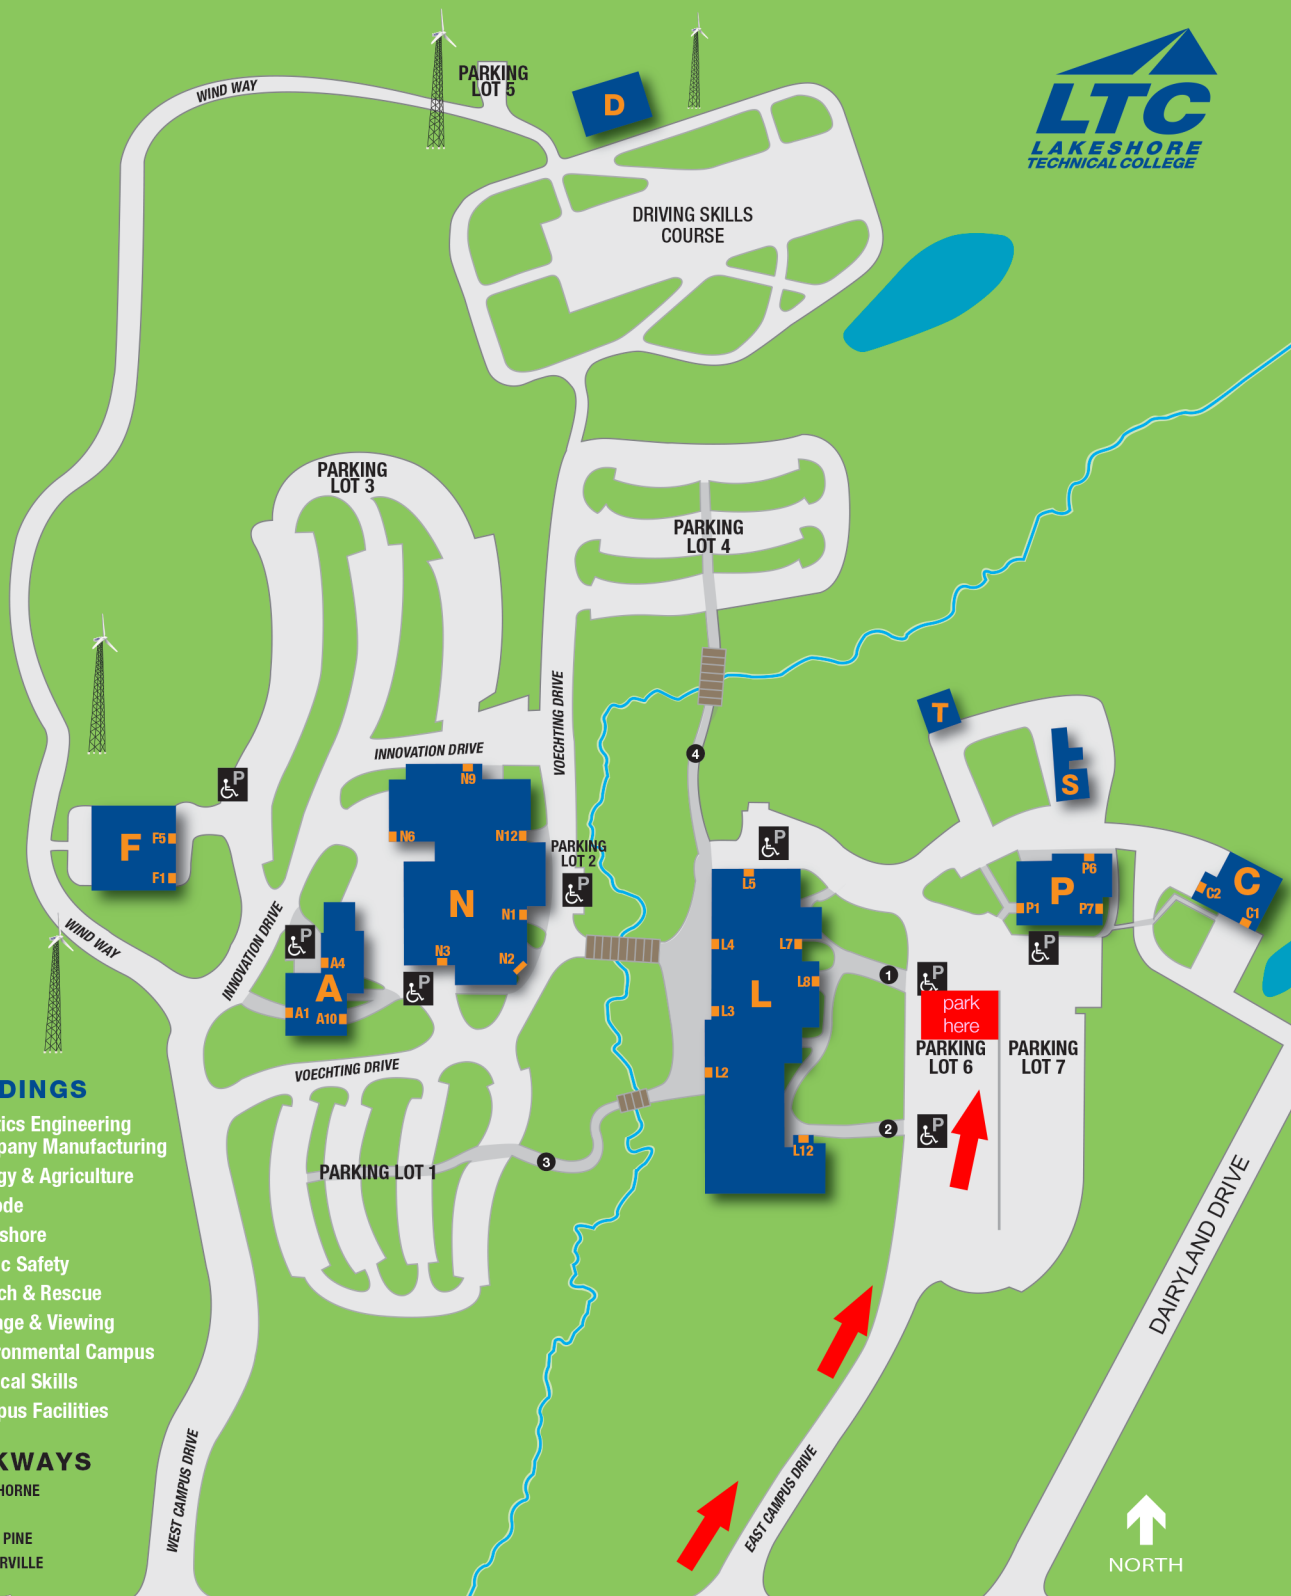 WIND WAY
PARKING
LOT 5
D
LTC
LAKESHORE
TECHNICAL COLLEGE
DRIVING SKILLS
COURSE
PARKING
LOT 3
PARKING
LOT 4
VOECHTING DRIVE
INNOVATION DRIVE
4
T
S
P
N9
N6
N12
PARKING
LOT 2
P
N
N1
N3
N2
F
F5
F1
WIND WAY
INNOVATION DRIVE
P
A4
A
A1
A10
P
P
L5
L4
L7
L8
L
L3
L2
L12
P6
P
P1
P7
P
C
C2
C1
1
P
park
here
PARKING
LOT 6
PARKING
LOT 7
2
P
VOECHTING DRIVE
PARKING LOT 1
3
DINGS
tics Engineering
pany Manufacturing
gy & Agriculture
ode
shore
c Safety
ch & Rescue
age & Viewing
ronmental Campus
cal Skills
pus Facilities
KWAYS
HORNE
PINE
RVILLE
WEST CAMPUS DRIVE
EAST CAMPUS DRIVE
DAIRYLAND DRIVE
NORTH